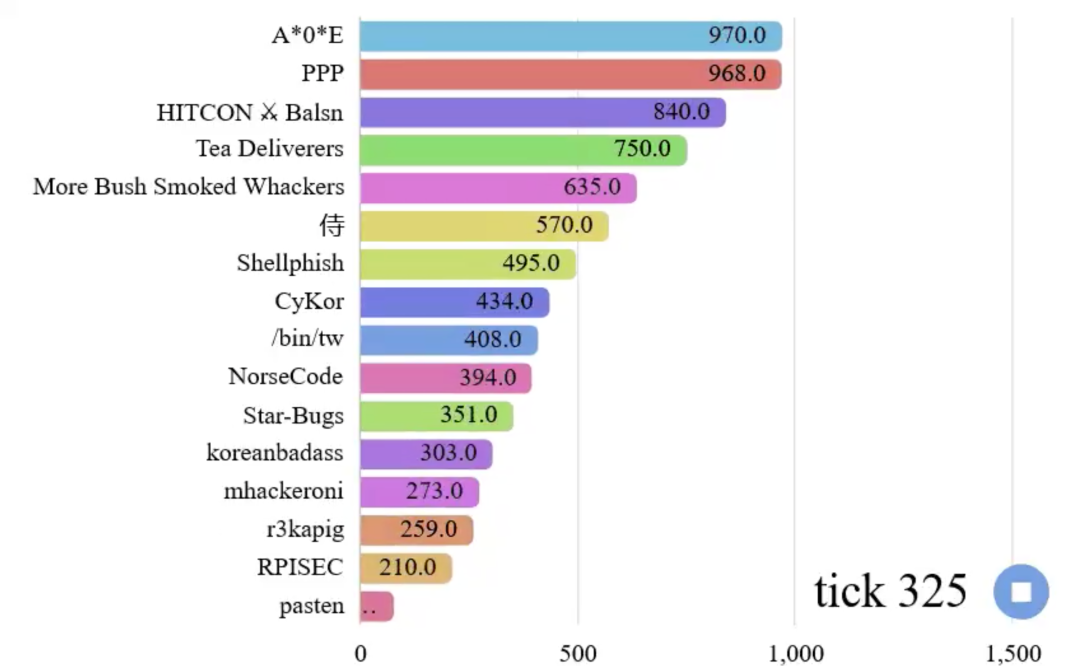 A*0*E 970.0
PPP 968.0
HITCON ⚔ Balsn 840.0
Tea Deliverers 750.0
More Bush Smoked Whackers 635.0
侍 570.0
Shellphish 495.0
CyKor 434.0
/bin/tw 408.0
NorseCode 394.0
Star-Bugs 351.0
koreanbadass 303.0
mhackeroni 273.0
r3kapig 259.0
RPISEC 210.0
pasten ..
tick 325
0 500 1,000 1,500